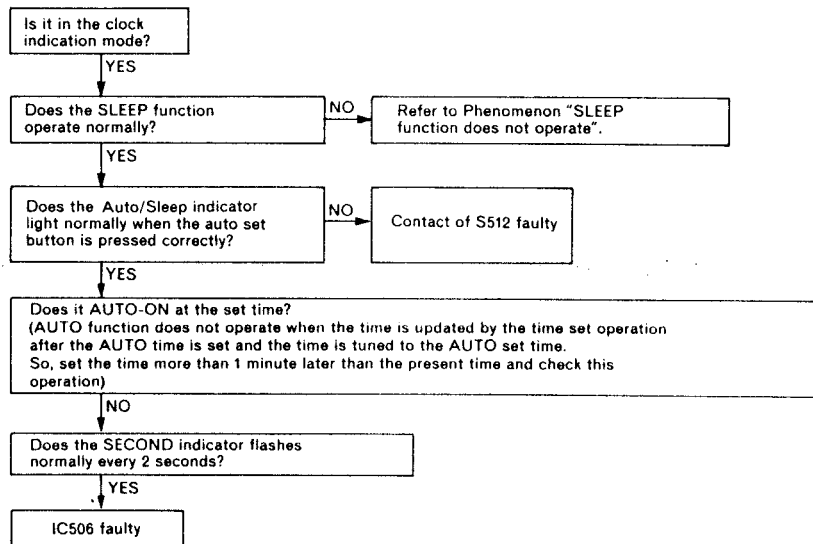 Is it in the clock
indication mode?
YES
Does the SLEEP function
operate normally?
NO
Refer to Phenomenon "SLEEP
function does not operate".
YES
Does the Auto/Sleep indicator
light normally when the auto set
button is pressed correctly?
NO
Contact of S512 faulty
YES
Does it AUTO-ON at the set time?
(AUTO function does not operate when the time is updated by the time set operation
after the AUTO time is set and the time is tuned to the AUTO set time.
So, set the time more than 1 minute later than the present time and check this
operation)
NO
Does the SECOND indicator flashes
normally every 2 seconds?
YES
IC506 faulty